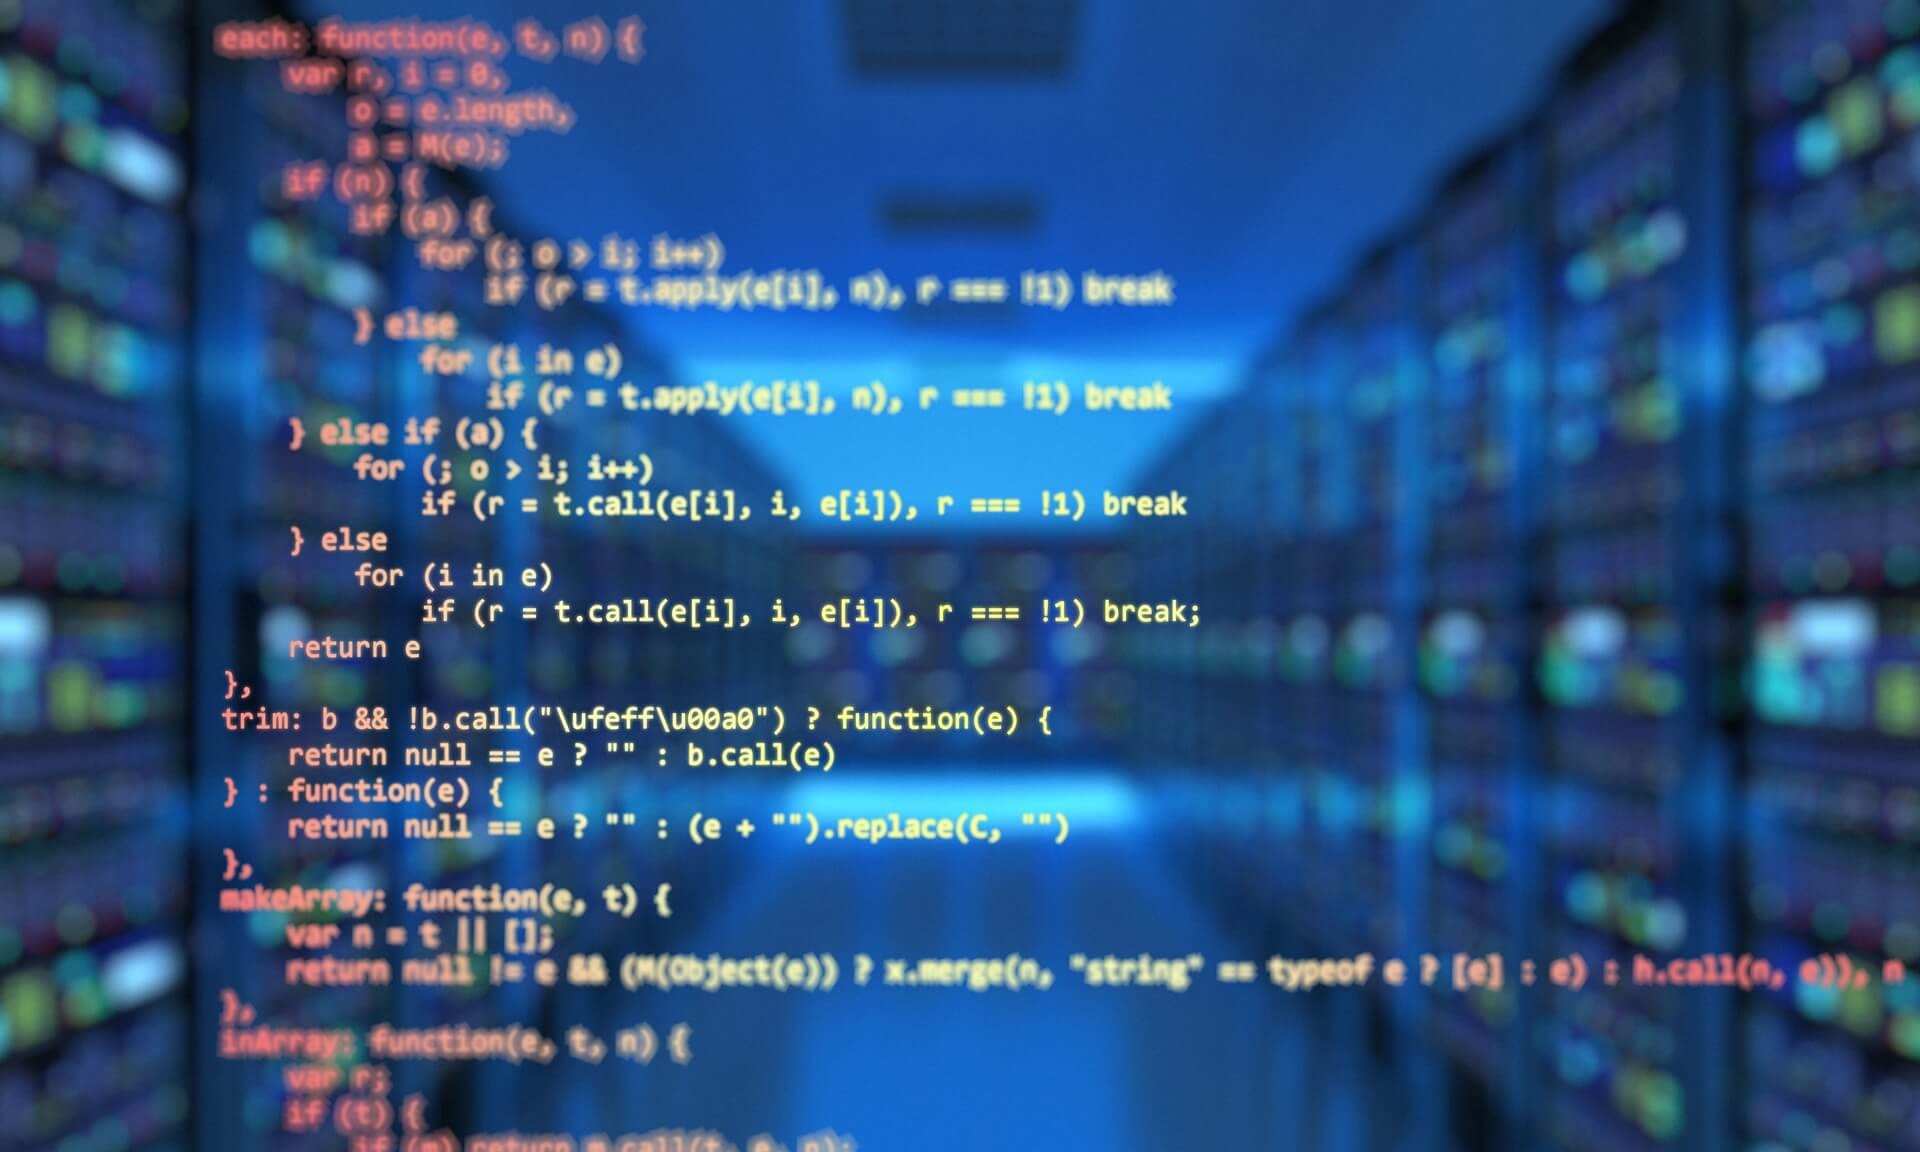 each: function(e, t, n) {
var r, i = 0,
o = e.length,
a = M(e);
if (n) {
if (a) {
for (; o > i; i++)
if (r = t.apply(e[i], n), r === !1) break
} else
for (i in e)
if (r = t.apply(e[i], n), r === !1) break
} else if (a) {
for (; o > i; i++)
if (r = t.call(e[i], i, e[i]), r === !1) break
} else
for (i in e)
if (r = t.call(e[i], i, e[i]), r === !1) break;
return e
},
trim: b && !b.call("\ufeff\u00a0") ? function(e) {
return null == e ? "" : b.call(e)
} : function(e) {
return null == e ? "" : (e + "").replace(C, "")
},
makeArray: function(e, t) {
var n = t || [];
return null != e && (M(Object(e)) ? x.merge(n, "string" == typeof e ? [e] : e) : h.call(n, e)), n
},
inArray: function(e, t, n) {
var r;
if (t) {
if (m) return m.call(t, e, n);